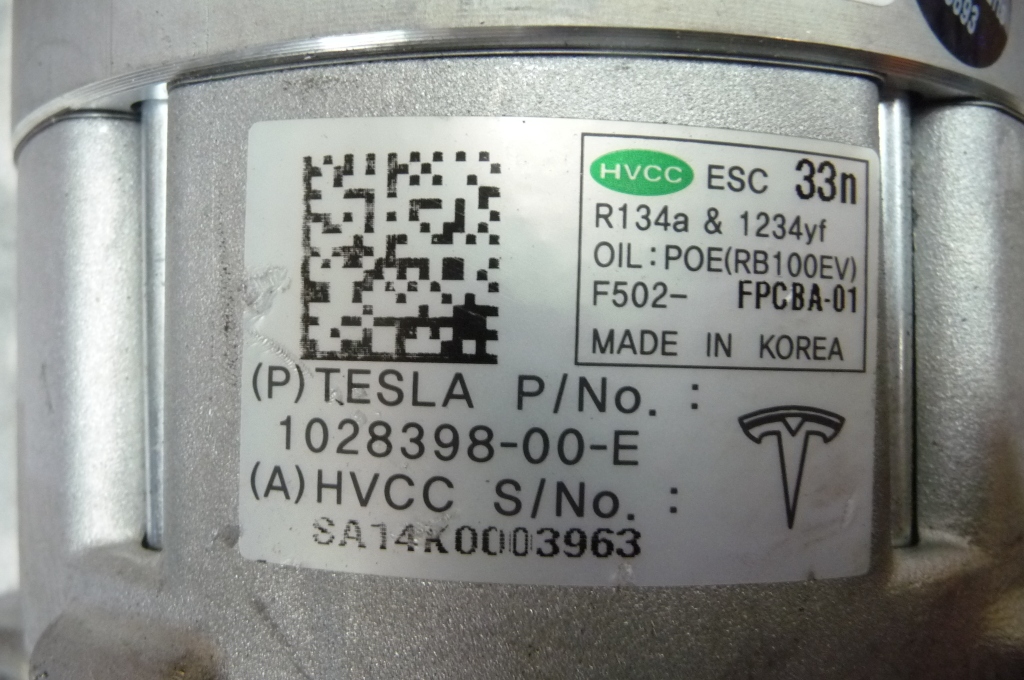 HVCC ESC 33n
R134a & 1234yf
OIL:POE(RB100EV)
F502- FPCBA-01
MADE IN KOREA
(P)TESLA P/No. :
1028398-00-E
(A)HVCC S/No. :
SA14K0003963